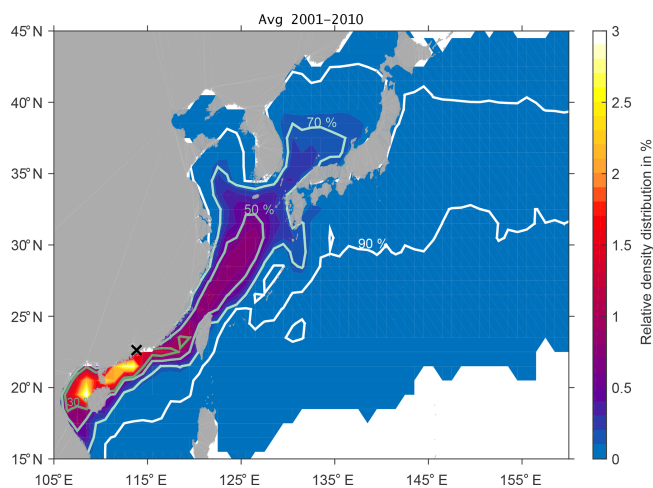 Avg 2001–2010
45° N
40° N
35° N
30° N
25° N
20° N
15° N
105° E
115° E
125° E
135° E
145° E
155° E
70 %
50 %
90 %
30
3
2.5
2
1.5
1
0.5
0
Relative density distribution in %